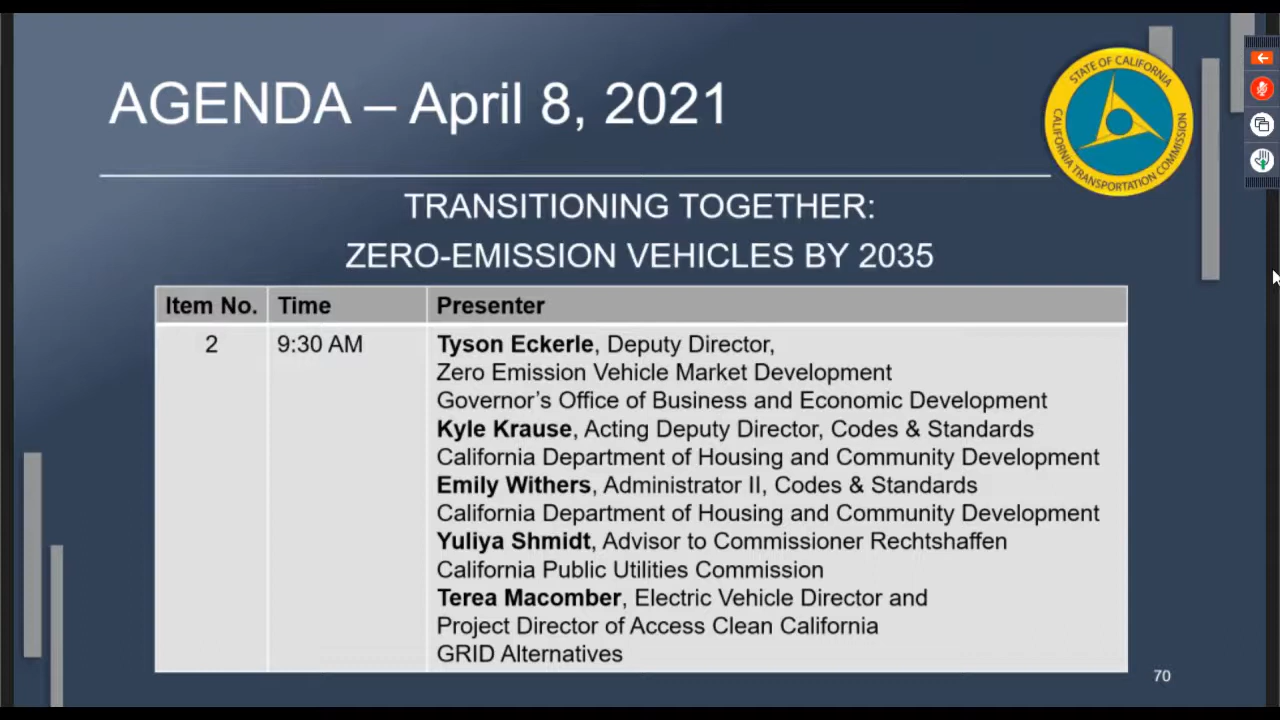 AGENDA – April 8, 2021
STATE OF CALIFORNIA
CALIFORNIA TRANSPORTATION COMMISSION
TRANSITIONING TOGETHER:
ZERO-EMISSION VEHICLES BY 2035
Item No. Time Presenter
2 9:30 AM Tyson Eckerle, Deputy Director,
Zero Emission Vehicle Market Development
Governor’s Office of Business and Economic Development
Kyle Krause, Acting Deputy Director, Codes & Standards
California Department of Housing and Community Development
Emily Withers, Administrator II, Codes & Standards
California Department of Housing and Community Development
Yuliya Shmidt, Advisor to Commissioner Rechtshaffen
California Public Utilities Commission
Terea Macomber, Electric Vehicle Director and
Project Director of Access Clean California
GRID Alternatives
70